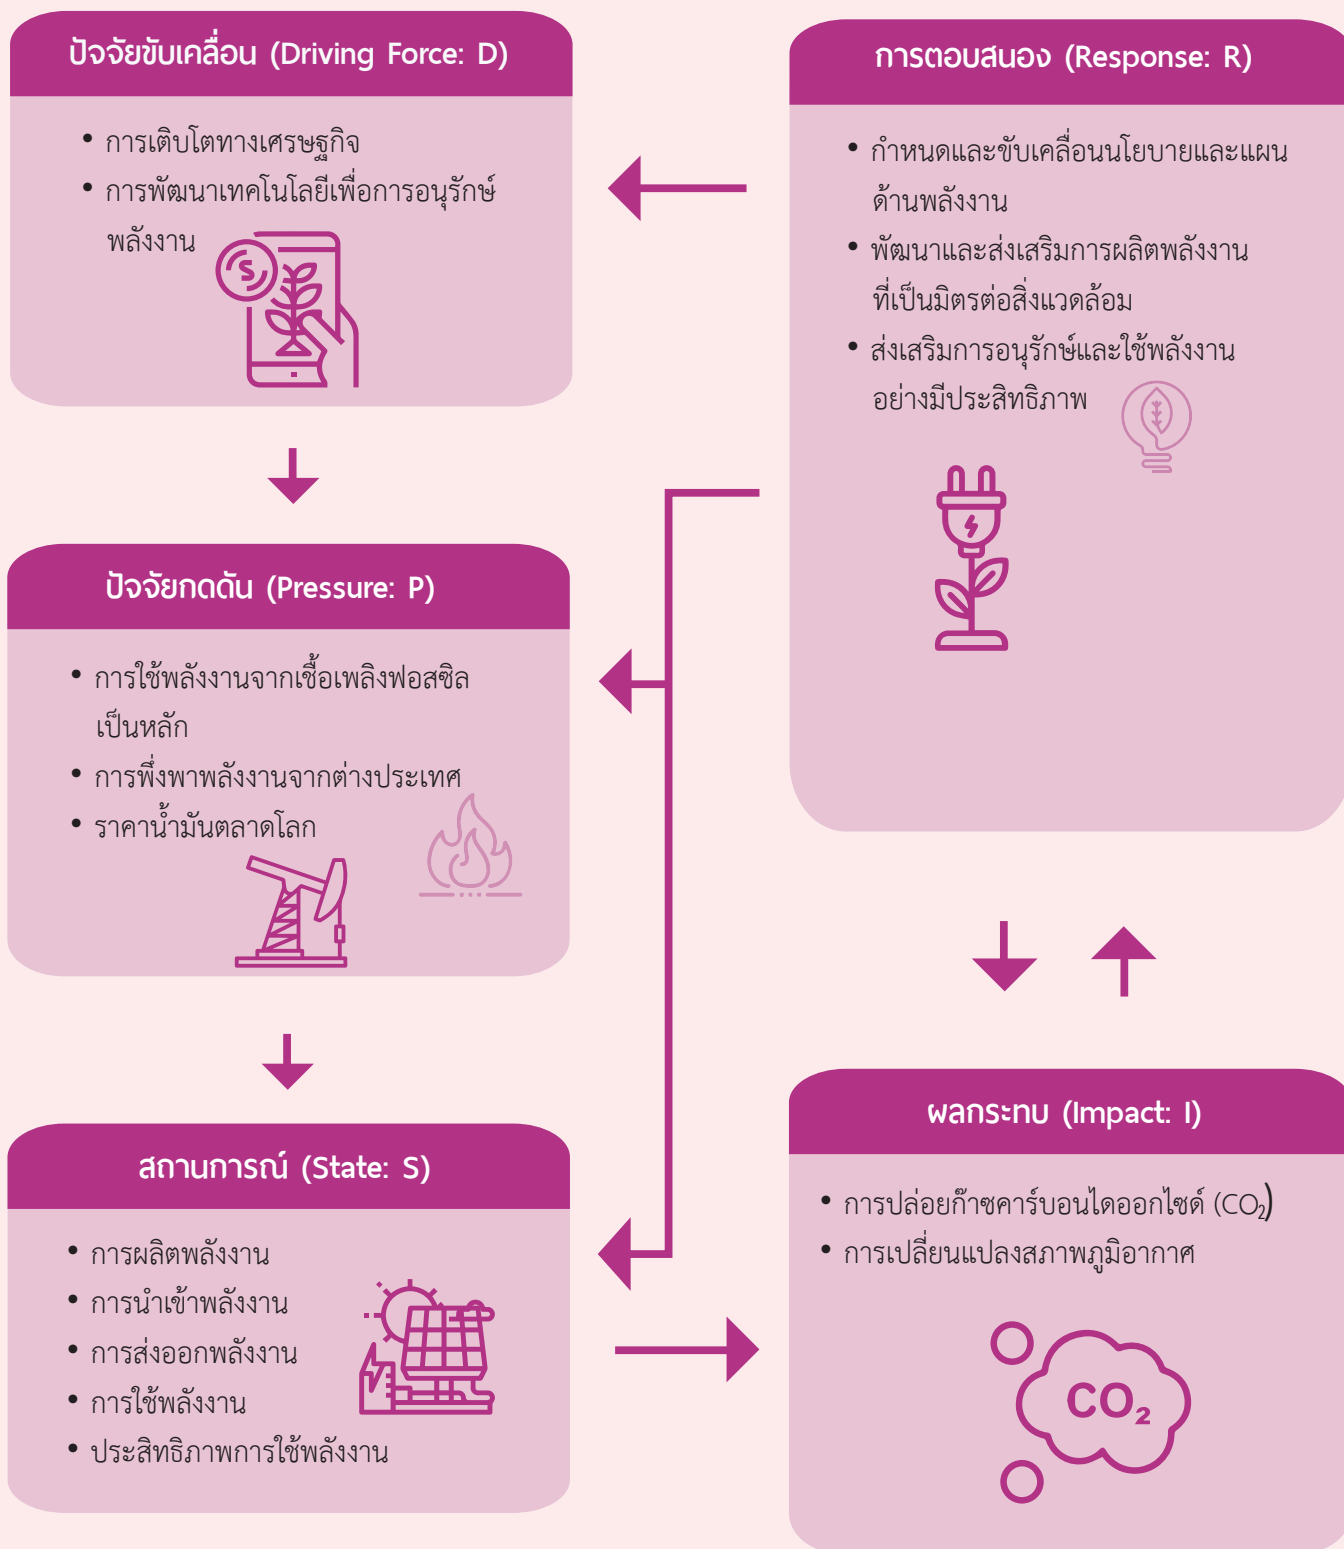 ปัจจัยขับเคลื่อน (Driving Force: D)
• การเติบโตทางเศรษฐกิจ
• การพัฒนาเทคโนโลยีเพื่อการอนุรักษ์
พลังงาน
S
ปัจจัยกดดัน (Pressure: P)
• การใช้พลังงานจากเชื้อเพลิงฟอสซิล
เป็นหลัก
• การพึ่งพาพลังงานจากต่างประเทศ
• ราคาน้ำมันตลาดโลก
สถานการณ์ (State: S)
• การผลิตพลังงาน
• การนำเข้าพลังงาน
• การส่งออกพลังงาน
• การใช้พลังงาน
• ประสิทธิภาพการใช้พลังงาน
การตอบสนอง (Response: R)
• กำหนดและขับเคลื่อนนโยบายและแผน
ด้านพลังงาน
• พัฒนาและส่งเสริมการผลิตพลังงาน
ที่เป็นมิตรต่อสิ่งแวดล้อม
• ส่งเสริมการอนุรักษ์และใช้พลังงาน
อย่างมีประสิทธิภาพ
ผลกระทบ (Impact: I)
• การปล่อยก๊าซคาร์บอนไดออกไซด์ (CO₂)
• การเปลี่ยนแปลงสภาพภูมิอากาศ
CO₂